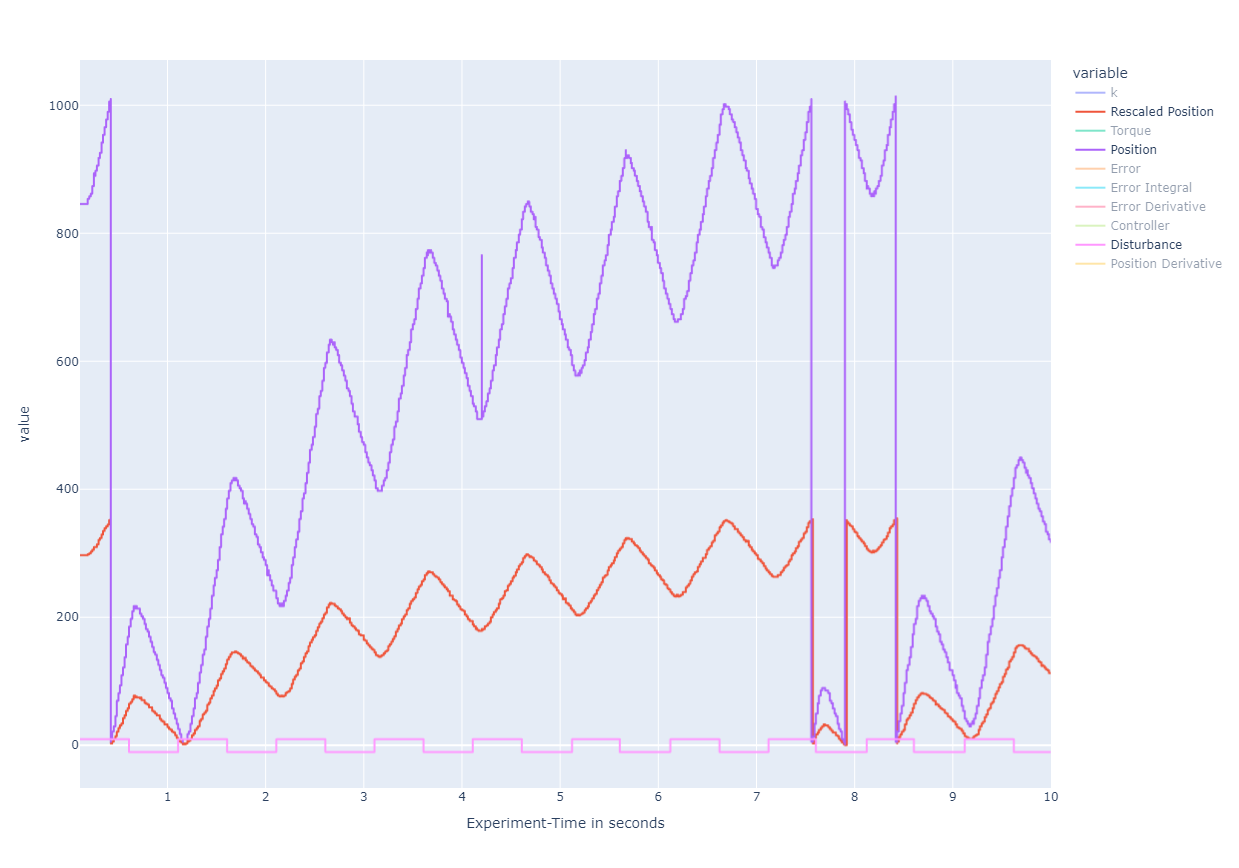 variable
k
Rescaled Position
Torque
Position
Error
Error Integral
Error Derivative
Controller
Disturbance
Position Derivative
value
1000
800
600
400
200
0
1 2 3 4 5 6 7 8 9 10
Experiment-Time in seconds